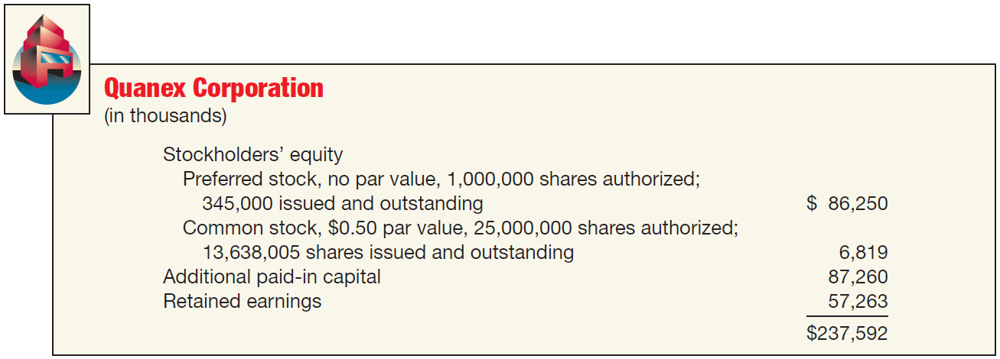 Quanex Corporation
(in thousands)
Stockholders’ equity
Preferred stock, no par value, 1,000,000 shares authorized;
345,000 issued and outstanding $ 86,250
Common stock, $0.50 par value, 25,000,000 shares authorized;
13,638,005 shares issued and outstanding 6,819
Additional paid-in capital 87,260
Retained earnings 57,263
$237,592